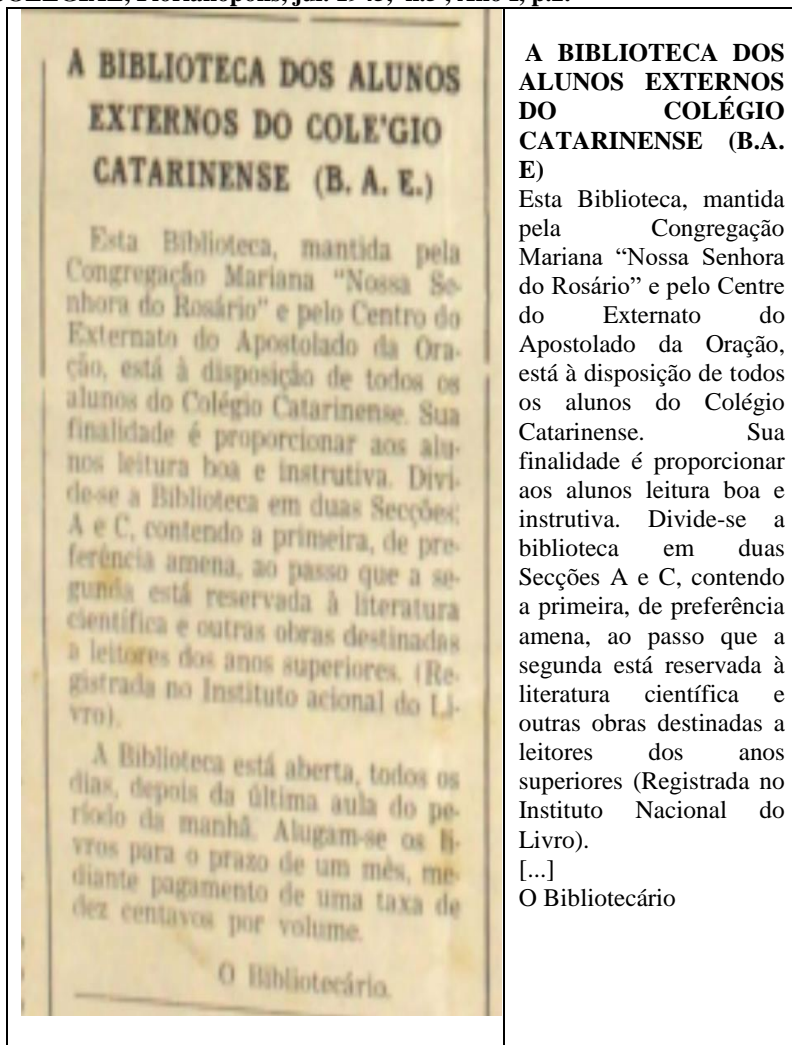 A BIBLIOTECA DOS ALUNOS
EXTERNOS DO COLE'GIO
CATARINENSE (B. A. E.)
Esta Biblioteca, mantida pela
Congregação Mariana "Nossa Se-
nhora do Rosário" e pelo Centro do
Externato do Apostolado da Ora-
ção, está à disposição de todos os
alunos do Colégio Catarinense. Sua
finalidade é proporcionar aos alu-
nos leitura boa e instrutiva. Divi-
de-se a Biblioteca em duas Secções:
A e C, contendo a primeira, de pre-
ferência amena, ao passo que a se-
gunda está reservada à literatura
científica e outras obras destinadas
a leitores dos anos superiores. (Re-
gistrada no Instituto acional do Li-
vro).
A Biblioteca está aberta, todos os
dias, depois da última aula do pe-
ríodo da manhã. Alugam-se os li-
vros para o prazo de um mês, me-
diante pagamento de uma taxa de
dez centavos por volume.
O Bibliotecário.
A BIBLIOTECA DOS
ALUNOS EXTERNOS
DO COLÉGIO
CATARINENSE (B.A.
E)
Esta Biblioteca, mantida
pela Congregação
Mariana “Nossa Senhora
do Rosário” e pelo Centre
do Externato do
Apostolado da Oração,
está à disposição de todos
os alunos do Colégio
Catarinense. Sua
finalidade é proporcionar
aos alunos leitura boa e
instrutiva. Divide-se a
biblioteca em duas
Secções A e C, contendo
a primeira, de preferência
amena, ao passo que a
segunda está reservada à
literatura científica e
outras obras destinadas a
leitores dos anos
superiores (Registrada no
Instituto Nacional do
Livro).
[...]
O Bibliotecário